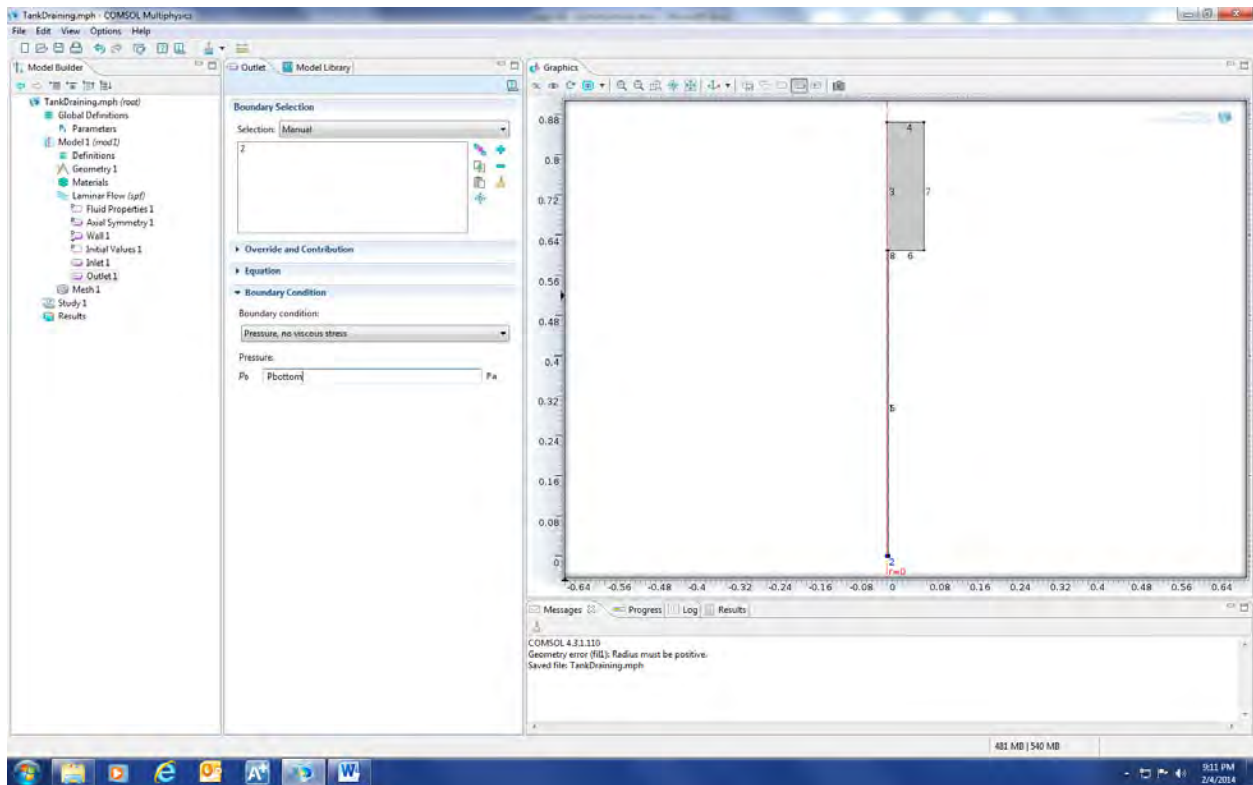 TankDraining.mph - COMSOL Multiphysics
File Edit View Options Help
Model Builder
TankDraining.mph (root)
Global Definitions
Parameters
Model 1 (mod1)
Definitions
Geometry 1
Materials
Laminar Flow (spf)
Fluid Properties 1
Axial Symmetry 1
Wall 1
Initial Values 1
Inlet 1
Outlet 1
Mesh 1
Study 1
Results
Outlet Model Library
Boundary Selection
Selection: Manual
2
Override and Contribution
Equation
Boundary Condition
Boundary condition:
Pressure, no viscous stress
Pressure:
p0 Pbottom Pa
Graphics
0.88
0.8
0.72
0.64
0.56
0.48
0.4
0.32
0.24
0.16
0.08
0
4
3 7
8 6
5
2
r=0
-0.64 -0.56 -0.48 -0.4 -0.32 -0.24 -0.16 -0.08 0 0.08 0.16 0.24 0.32 0.4 0.48 0.56 0.64
Messages Progress Log Results
COMSOL 4.3.1.110
Geometry error (fil1): Radius must be positive.
Saved file: TankDraining.mph
481 MB | 540 MB
9:11 PM
2/4/2014